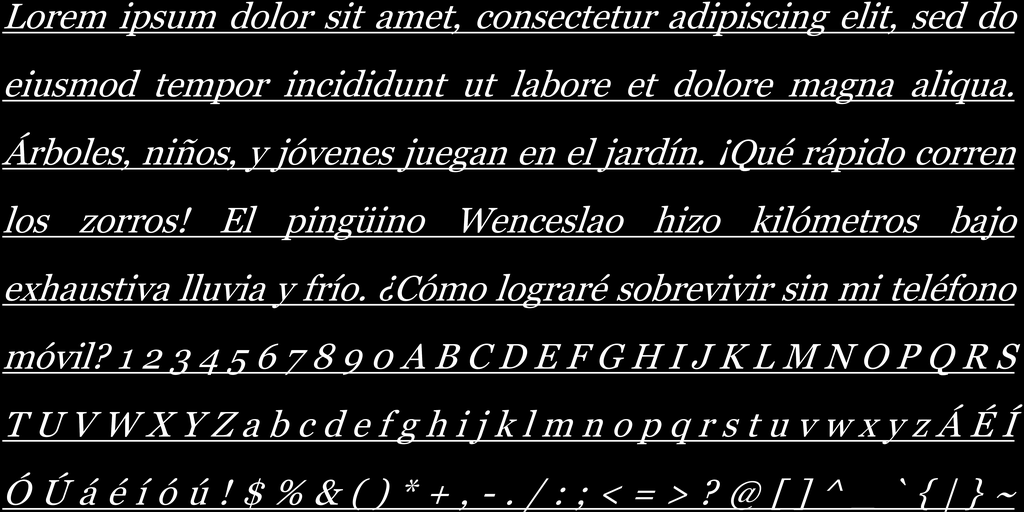 Lorem ipsum dolor sit amet, consectetur adipiscing elit, sed do
eiusmod tempor incididunt ut labore et dolore magna aliqua.
Árboles, niños, y jóvenes juegan en el jardín. ¡Qué rápido corren
los zorros! El pingüino Wenceslao hizo kilómetros bajo
exhaustiva lluvia y frío. ¿Cómo lograré sobrevivir sin mi teléfono
móvil? 1 2 3 4 5 6 7 8 9 0 A B C D E F G H I J K L M N O P Q R S
T U V W X Y Z a b c d e f g h i j k l m n o p q r s t u v w x y z Á É Í
Ó Ú á é í ó ú ! $ % & ( ) * + , - . / : ; < = > ? @ [ ] ^ _ ` { | } ~